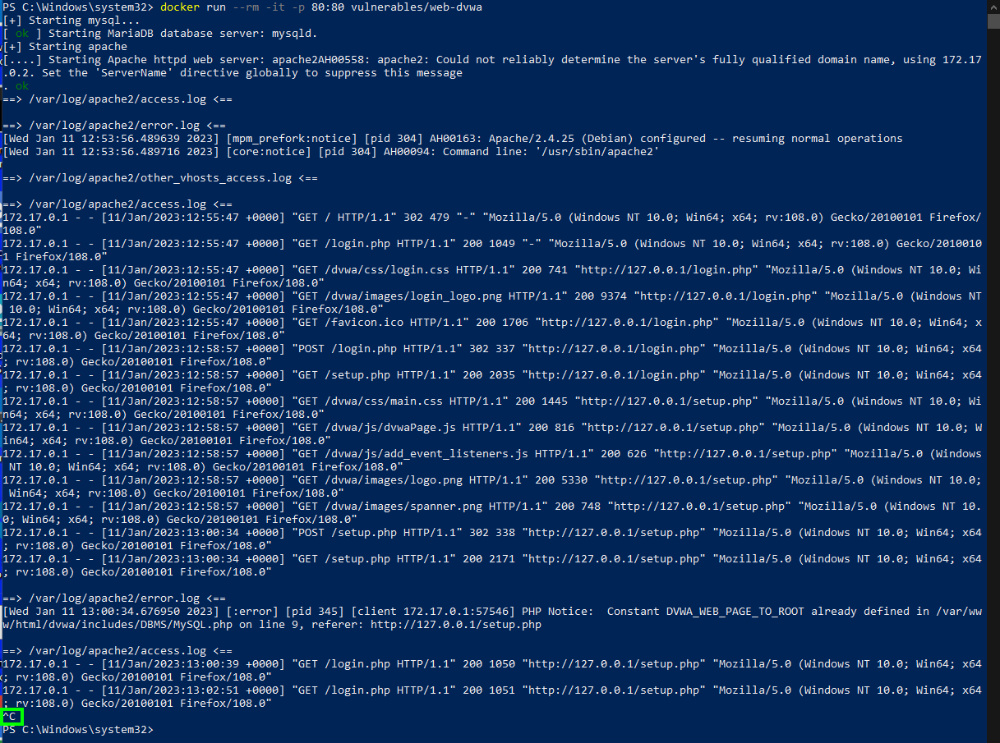 PS C:\Windows\system32> docker run --rm -it -p 80:80 vulnerables/web-dvwa
[+] Starting mysql...
[ ok ] Starting MariaDB database server: mysqld.
[+] Starting apache
[....] Starting Apache httpd web server: apache2AH00558: apache2: Could not reliably determine the server's fully qualified domain name, using 172.17
.0.2. Set the 'ServerName' directive globally to suppress this message
. ok
==> /var/log/apache2/access.log <==
==> /var/log/apache2/error.log <==
[Wed Jan 11 12:53:56.489639 2023] [mpm_prefork:notice] [pid 304] AH00163: Apache/2.4.25 (Debian) configured -- resuming normal operations
[Wed Jan 11 12:53:56.489716 2023] [core:notice] [pid 304] AH00094: Command line: '/usr/sbin/apache2'
==> /var/log/apache2/other_vhosts_access.log <==
==> /var/log/apache2/access.log <==
172.17.0.1 - - [11/Jan/2023:12:55:47 +0000] "GET / HTTP/1.1" 302 479 "-" "Mozilla/5.0 (Windows NT 10.0; Win64; x64; rv:108.0) Gecko/20100101 Firefox/
108.0"
172.17.0.1 - - [11/Jan/2023:12:55:47 +0000] "GET /login.php HTTP/1.1" 200 1049 "-" "Mozilla/5.0 (Windows NT 10.0; Win64; x64; rv:108.0) Gecko/2010010
1 Firefox/108.0"
172.17.0.1 - - [11/Jan/2023:12:55:47 +0000] "GET /dvwa/css/login.css HTTP/1.1" 200 741 "http://127.0.0.1/login.php" "Mozilla/5.0 (Windows NT 10.0; Wi
n64; x64; rv:108.0) Gecko/20100101 Firefox/108.0"
172.17.0.1 - - [11/Jan/2023:12:55:47 +0000] "GET /dvwa/images/login_logo.png HTTP/1.1" 200 9374 "http://127.0.0.1/login.php" "Mozilla/5.0 (Windows NT
10.0; Win64; x64; rv:108.0) Gecko/20100101 Firefox/108.0"
172.17.0.1 - - [11/Jan/2023:12:55:47 +0000] "GET /favicon.ico HTTP/1.1" 200 1706 "http://127.0.0.1/login.php" "Mozilla/5.0 (Windows NT 10.0; Win64; x
64; rv:108.0) Gecko/20100101 Firefox/108.0"
172.17.0.1 - - [11/Jan/2023:12:58:57 +0000] "POST /login.php HTTP/1.1" 302 337 "http://127.0.0.1/login.php" "Mozilla/5.0 (Windows NT 10.0; Win64; x64
; rv:108.0) Gecko/20100101 Firefox/108.0"
172.17.0.1 - - [11/Jan/2023:12:58:57 +0000] "GET /setup.php HTTP/1.1" 200 2035 "http://127.0.0.1/login.php" "Mozilla/5.0 (Windows NT 10.0; Win64; x64
; rv:108.0) Gecko/20100101 Firefox/108.0"
172.17.0.1 - - [11/Jan/2023:12:58:57 +0000] "GET /dvwa/css/main.css HTTP/1.1" 200 1445 "http://127.0.0.1/setup.php" "Mozilla/5.0 (Windows NT 10.0; Wi
n64; x64; rv:108.0) Gecko/20100101 Firefox/108.0"
172.17.0.1 - - [11/Jan/2023:12:58:57 +0000] "GET /dvwa/js/dvwaPage.js HTTP/1.1" 200 816 "http://127.0.0.1/setup.php" "Mozilla/5.0 (Windows NT 10.0; W
in64; x64; rv:108.0) Gecko/20100101 Firefox/108.0"
172.17.0.1 - - [11/Jan/2023:12:58:57 +0000] "GET /dvwa/js/add_event_listeners.js HTTP/1.1" 200 626 "http://127.0.0.1/setup.php" "Mozilla/5.0 (Windows
NT 10.0; Win64; x64; rv:108.0) Gecko/20100101 Firefox/108.0"
172.17.0.1 - - [11/Jan/2023:12:58:57 +0000] "GET /dvwa/images/logo.png HTTP/1.1" 200 5330 "http://127.0.0.1/setup.php" "Mozilla/5.0 (Windows NT 10.0;
Win64; x64; rv:108.0) Gecko/20100101 Firefox/108.0"
172.17.0.1 - - [11/Jan/2023:12:58:57 +0000] "GET /dvwa/images/spanner.png HTTP/1.1" 200 748 "http://127.0.0.1/setup.php" "Mozilla/5.0 (Windows NT 10.
0; Win64; x64; rv:108.0) Gecko/20100101 Firefox/108.0"
172.17.0.1 - - [11/Jan/2023:13:00:34 +0000] "POST /setup.php HTTP/1.1" 302 338 "http://127.0.0.1/setup.php" "Mozilla/5.0 (Windows NT 10.0; Win64; x64
; rv:108.0) Gecko/20100101 Firefox/108.0"
172.17.0.1 - - [11/Jan/2023:13:00:34 +0000] "GET /setup.php HTTP/1.1" 200 2171 "http://127.0.0.1/setup.php" "Mozilla/5.0 (Windows NT 10.0; Win64; x64
; rv:108.0) Gecko/20100101 Firefox/108.0"
==> /var/log/apache2/error.log <==
[Wed Jan 11 13:00:34.676950 2023] [:error] [pid 345] [client 172.17.0.1:57546] PHP Notice:  Constant DVWA_WEB_PAGE_TO_ROOT already defined in /var/ww
w/html/dvwa/includes/DBMS/MySQL.php on line 9, referer: http://127.0.0.1/setup.php
==> /var/log/apache2/access.log <==
172.17.0.1 - - [11/Jan/2023:13:00:39 +0000] "GET /login.php HTTP/1.1" 200 1050 "http://127.0.0.1/setup.php" "Mozilla/5.0 (Windows NT 10.0; Win64; x64
; rv:108.0) Gecko/20100101 Firefox/108.0"
172.17.0.1 - - [11/Jan/2023:13:02:51 +0000] "GET /login.php HTTP/1.1" 200 1051 "http://127.0.0.1/setup.php" "Mozilla/5.0 (Windows NT 10.0; Win64; x64
; rv:108.0) Gecko/20100101 Firefox/108.0"
^C
PS C:\Windows\system32>